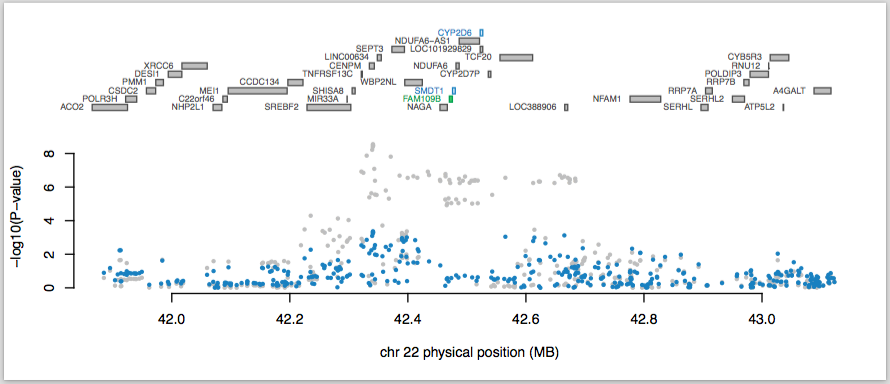 CYP2D6
NDUFA6-AS1
SEPT3 LOC101929829 CYB5R3
LINC00634 TCF20
XRCC6 CENPM NDUFA6 RNU12
DESI1 TNFRSF13C CYP2D7P POLDIP3
PMM1 CCDC134 WBP2NL RRP7B
CSDC2 MEI1 SHISA8 SMDT1 RRP7A A4GALT
POLR3H C22orf46 MIR33A FAM109B NFAM1 SERHL2
ACO2 NHP2L1 SREBF2 NAGA LOC388906 SERHL ATP5L2
8
6
4
2
0
−log10(P−value)
42.0 42.2 42.4 42.6 42.8 43.0
chr 22 physical position (MB)